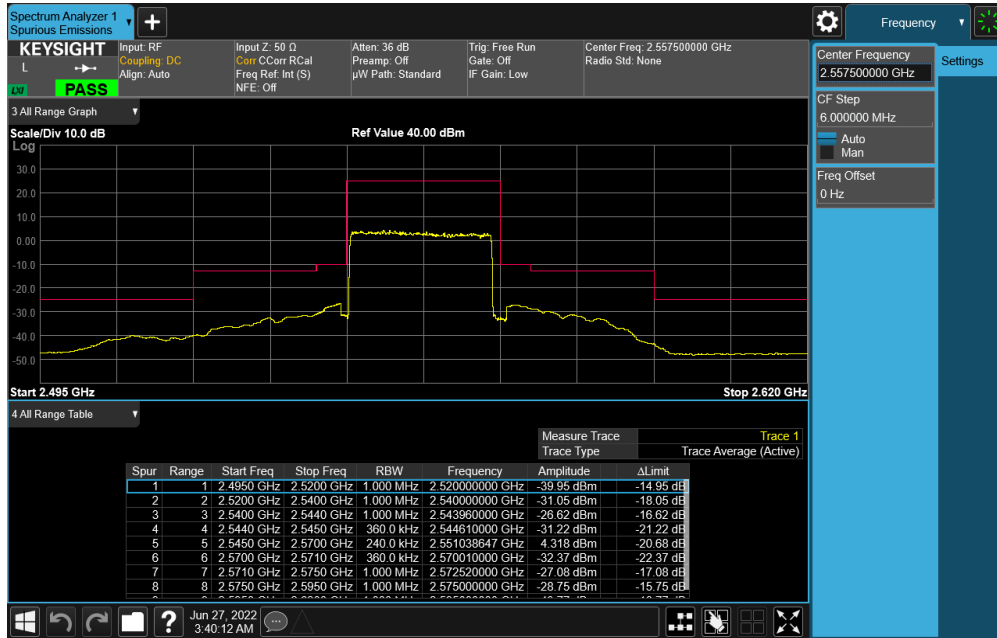 Spectrum Analyzer 1
Spurious Emissions
Frequency
KEYSIGHT
L
LXI
PASS
Input: RF
Coupling: DC
Align: Auto
Input Z: 50 Ω
Corr CCorr RCal
Freq Ref: Int (S)
NFE: Off
Atten: 36 dB
Preamp: Off
µW Path: Standard
Trig: Free Run
Gate: Off
IF Gain: Low
Center Freq: 2.557500000 GHz
Radio Std: None
Center Frequency
2.557500000 GHz
Settings
CF Step
6.000000 MHz
Auto
Man
Freq Offset
0 Hz
3 All Range Graph
Scale/Div 10.0 dB
Ref Value 40.00 dBm
Log
30.0
20.0
10.0
0.00
-10.0
-20.0
-30.0
-40.0
-50.0
Start 2.495 GHz
Stop 2.620 GHz
4 All Range Table
Measure Trace Trace 1
Trace Type Trace Average (Active)
Spur Range Start Freq Stop Freq RBW Frequency Amplitude ΔLimit
1 1 2.4950 GHz 2.5200 GHz 1.000 MHz 2.520000000 GHz -39.95 dBm -14.95 dB
2 2 2.5200 GHz 2.5400 GHz 1.000 MHz 2.540000000 GHz -31.05 dBm -18.05 dB
3 3 2.5400 GHz 2.5440 GHz 1.000 MHz 2.543960000 GHz -26.62 dBm -16.62 dB
4 4 2.5440 GHz 2.5450 GHz 360.0 kHz 2.544610000 GHz -31.22 dBm -21.22 dB
5 5 2.5450 GHz 2.5700 GHz 240.0 kHz 2.551038647 GHz 4.318 dBm -20.68 dB
6 6 2.5700 GHz 2.5710 GHz 360.0 kHz 2.570010000 GHz -32.37 dBm -22.37 dB
7 7 2.5710 GHz 2.5750 GHz 1.000 MHz 2.572520000 GHz -27.08 dBm -17.08 dB
8 8 2.5750 GHz 2.5950 GHz 1.000 MHz 2.575000000 GHz -28.75 dBm -15.75 dB
Jun 27, 2022
3:40:12 AM